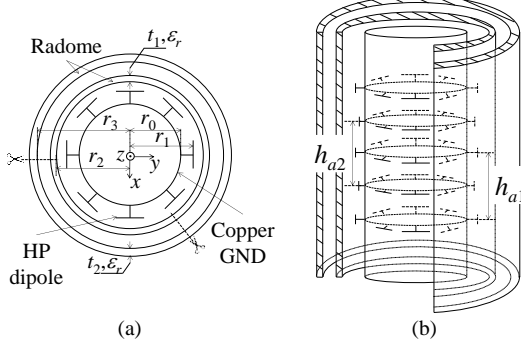 t₁,εᵣ
Radome
r₃ r₀
r₁
z y
r₂
x
HP
dipole
t₂,εᵣ
Copper
GND
(a)
hₐ₂
hₐ₁
(b)